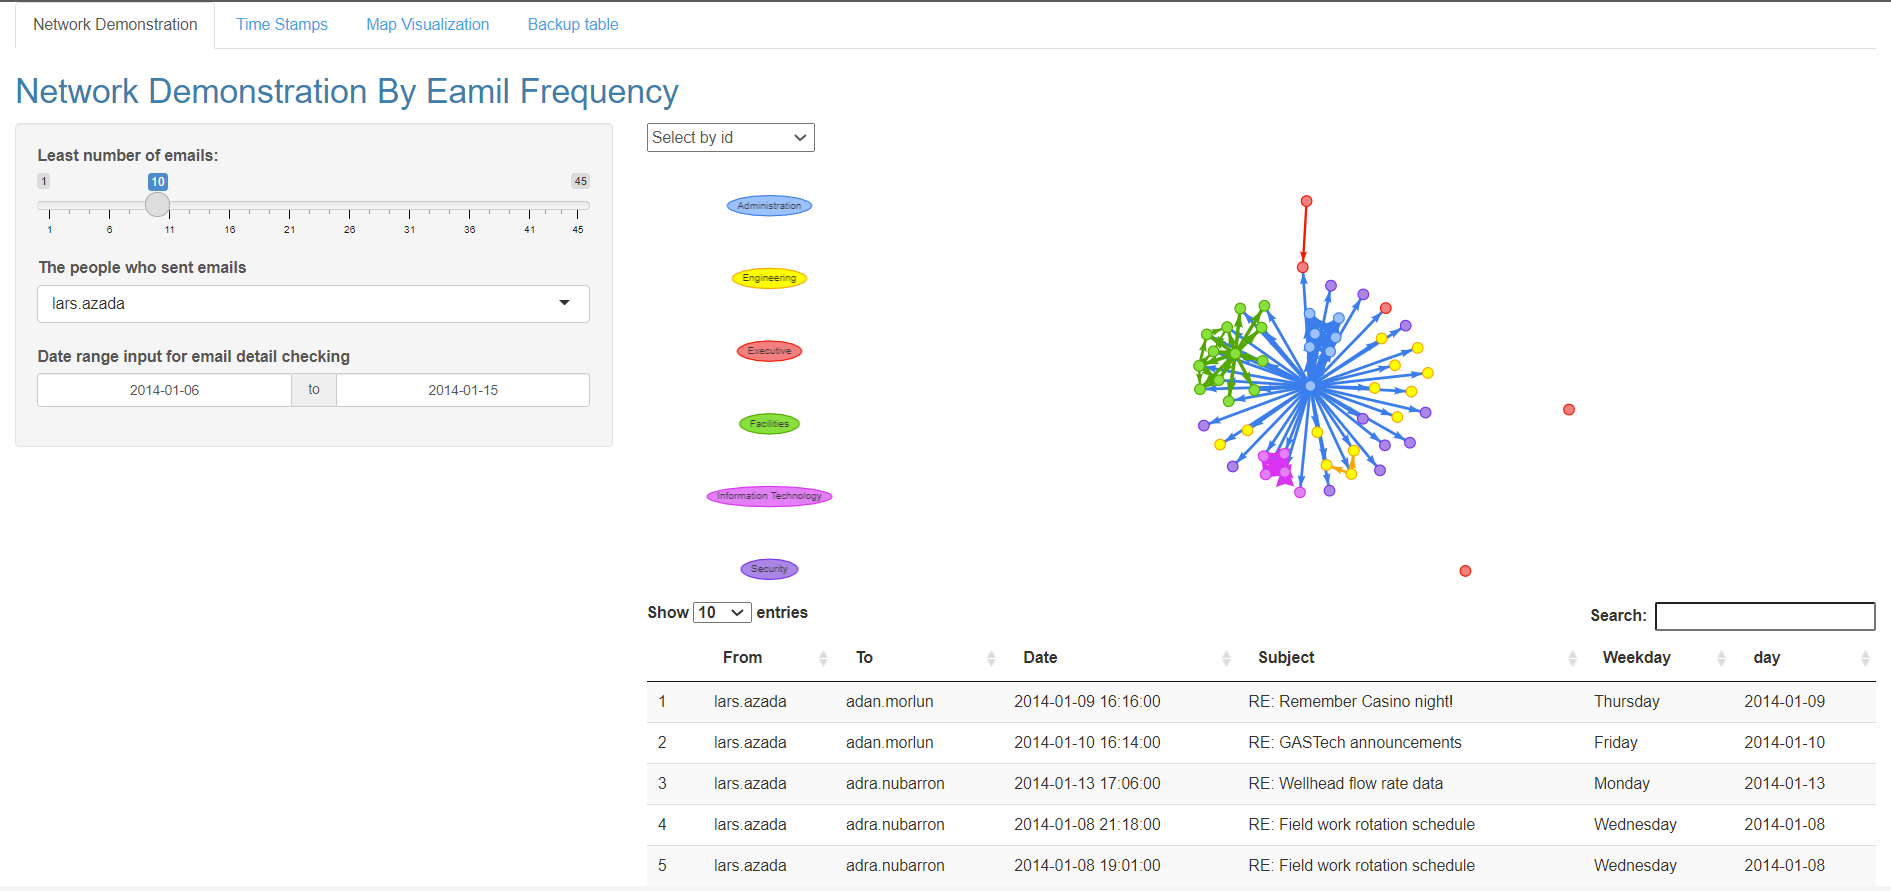 Network Demonstration Time Stamps Map Visualization Backup table
Network Demonstration By Eamil Frequency
Least number of emails:
1 10 45
1 6 11 16 21 26 31 36 41 45
The people who sent emails
lars.azada
Date range input for email detail checking
2014-01-06 to 2014-01-15
Select by id
Administration
Engineering
Executive
Facilities
Information Technology
Security
Show 10 entries
Search:
From To Date Subject Weekday day
1 lars.azada adan.morlun 2014-01-09 16:16:00 RE: Remember Casino night! Thursday 2014-01-09
2 lars.azada adan.morlun 2014-01-10 16:14:00 RE: GASTech announcements Friday 2014-01-10
3 lars.azada adra.nubarron 2014-01-13 17:06:00 RE: Wellhead flow rate data Monday 2014-01-13
4 lars.azada adra.nubarron 2014-01-08 21:18:00 RE: Field work rotation schedule Wednesday 2014-01-08
5 lars.azada adra.nubarron 2014-01-08 19:01:00 RE: Field work rotation schedule Wednesday 2014-01-08